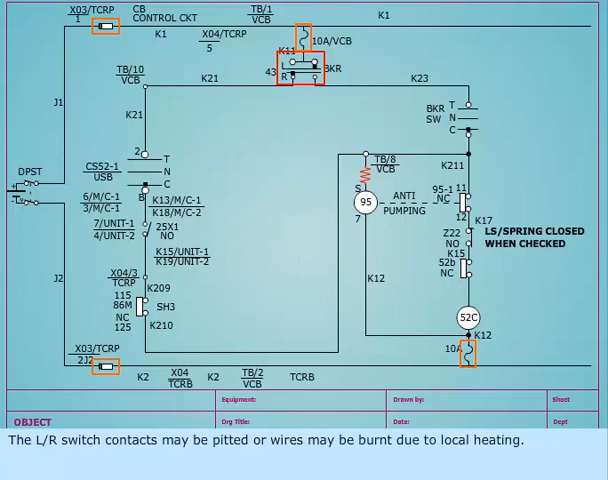 X03/TCRP
1
CB
CONTROL CKT
TB/1
VCB
K1
K1
X04/TCRP
5
10A/VCB
K11
L
43
R
BKR
TB/10
VCB
K21
K23
J1
K21
BKR
SW
T
N
C
2
T
N
C
B
CS52-1
USB
TB/8
VCB
K211
DPST
S
95
7
ANTI
PUMPING
95-1
NC
11
12
6/M/C-1
3/M/C-1
K13/M/C-1
K18/M/C-2
7/UNIT-1
4/UNIT-2
25X1
NO
K17
Z22
NO
LS/SPRING CLOSED
WHEN CHECKED
K15/UNIT-1
K19/UNIT-2
K15
52b
NC
X04/3
TCRP
J2
K209
K12
115
86M
NC
125
SH3
K210
52C
K12
X03/TCRP
2J2
10A
K2
X04
TCRB
K2
TB/2
VCB
TCRB
Equipment:
Drawn by:
Sheet
OBJECT
Drg Title:
Date:
Dept
The L/R switch contacts may be pitted or wires may be burnt due to local heating.